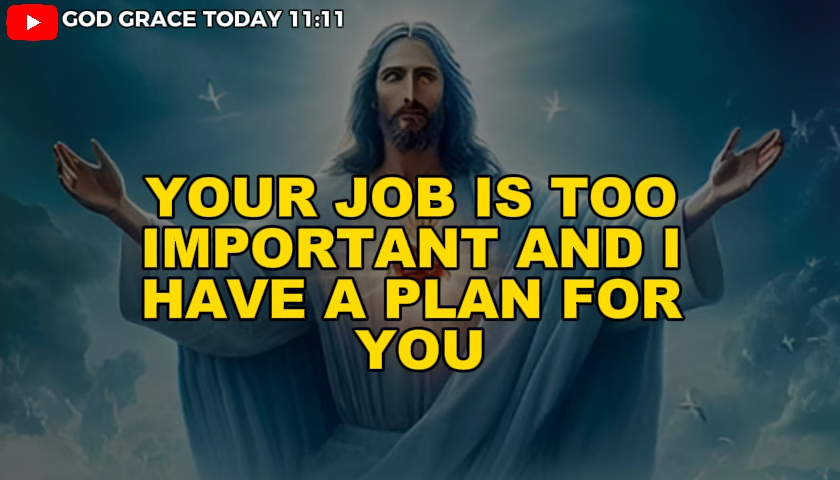 GOD GRACE TODAY 11:11
YOUR JOB IS TOO
IMPORTANT AND I
HAVE A PLAN FOR
YOU